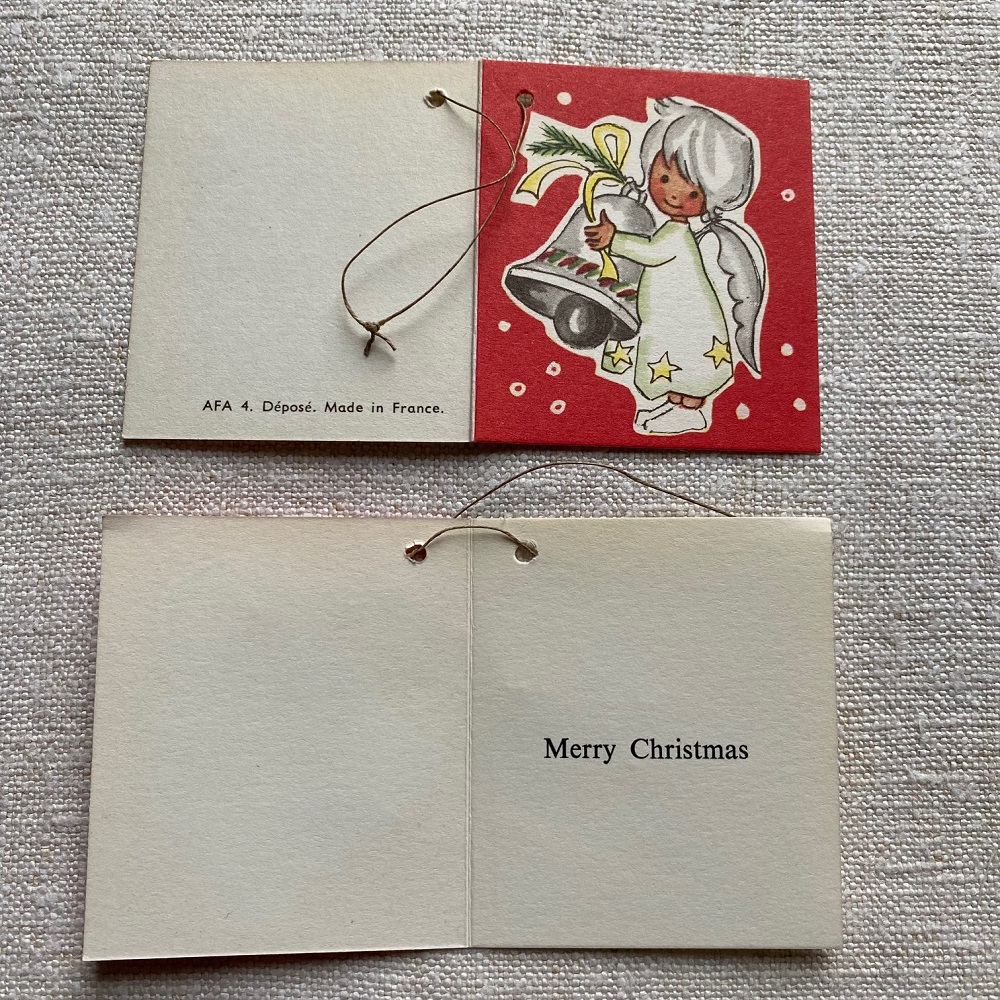 AFA 4. Déposé. Made in France.
Merry Christmas